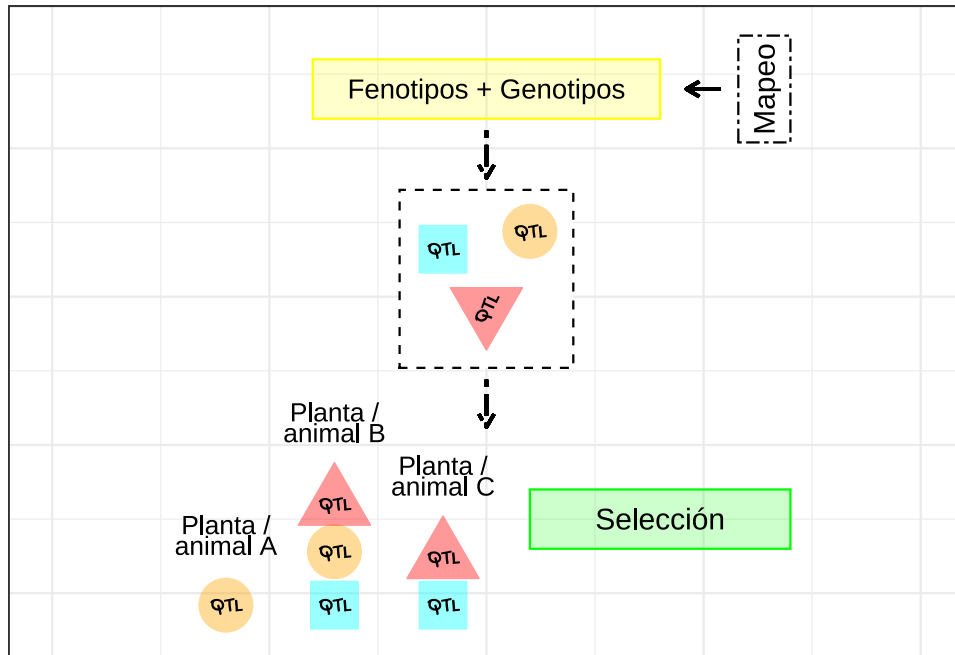 Fenotipos + Genotipos
Mapeo
QTL
QTL
QTL
Planta /
animal B
Planta /
animal C
Planta /
animal A
Selección
QTL
QTL
QTL
QTL
QTL
QTL